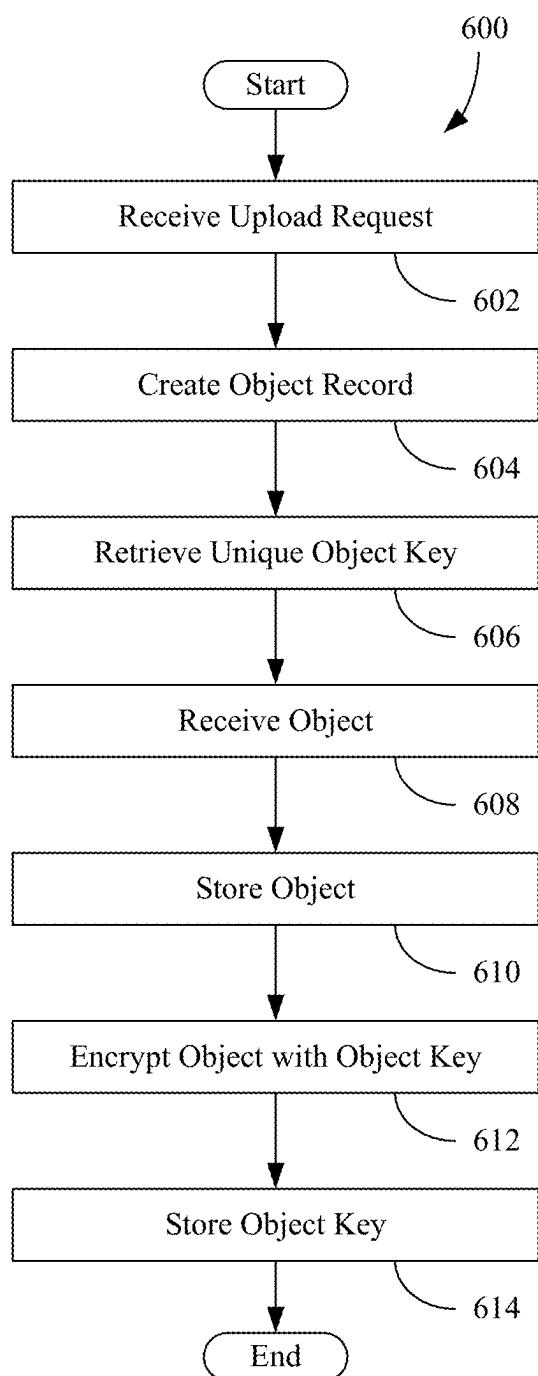 600
Start
Receive Upload Request
602
Create Object Record
604
Retrieve Unique Object Key
606
Receive Object
608
Store Object
610
Encrypt Object with Object Key
612
Store Object Key
614
End